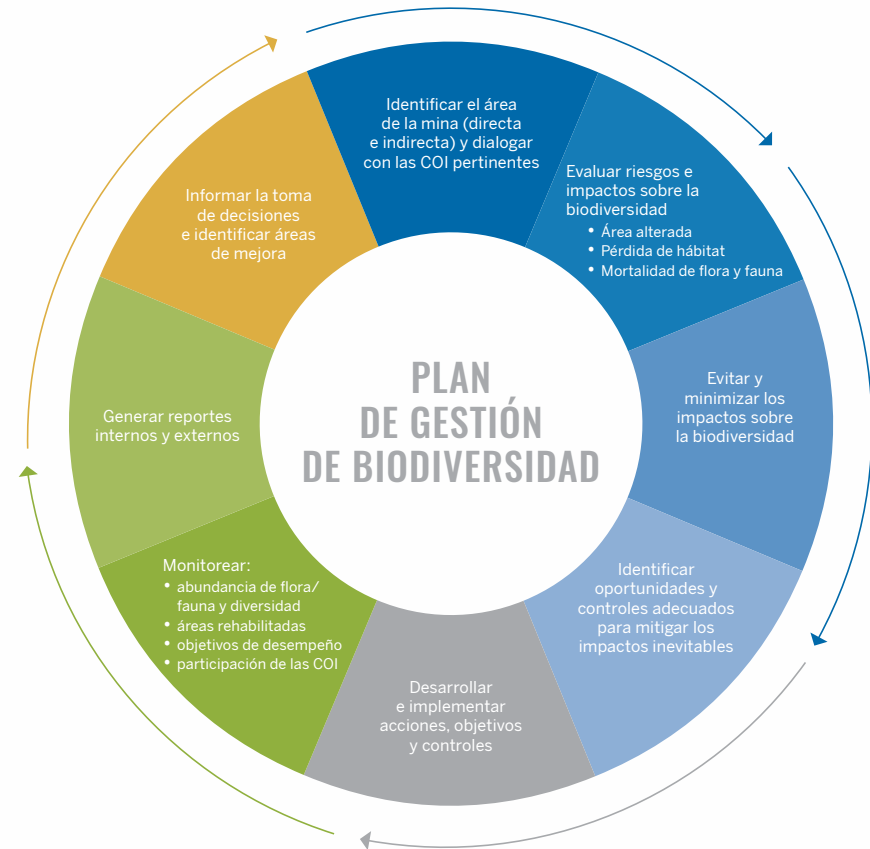 Identificar el área
de la mina (directa
e indirecta) y dialogar
con las COI pertinentes
Evaluar riesgos e
impactos sobre la
biodiversidad
• Área alterada
• Pérdida de hábitat
• Mortalidad de flora y fauna
Evitar y
minimizar los
impactos sobre
la biodiversidad
Identificar
oportunidades y
controles adecuados
para mitigar los
impactos inevitables
Desarrollar
e implementar
acciones, objetivos
y controles
Monitorear:
• abundancia de flora/
fauna y diversidad
• áreas rehabilitadas
• objetivos de desempeño
• participación de las COI
Generar reportes
internos y externos
Informar la toma
de decisiones
e identificar áreas
de mejora
PLAN
DE GESTIÓN
DE BIODIVERSIDAD